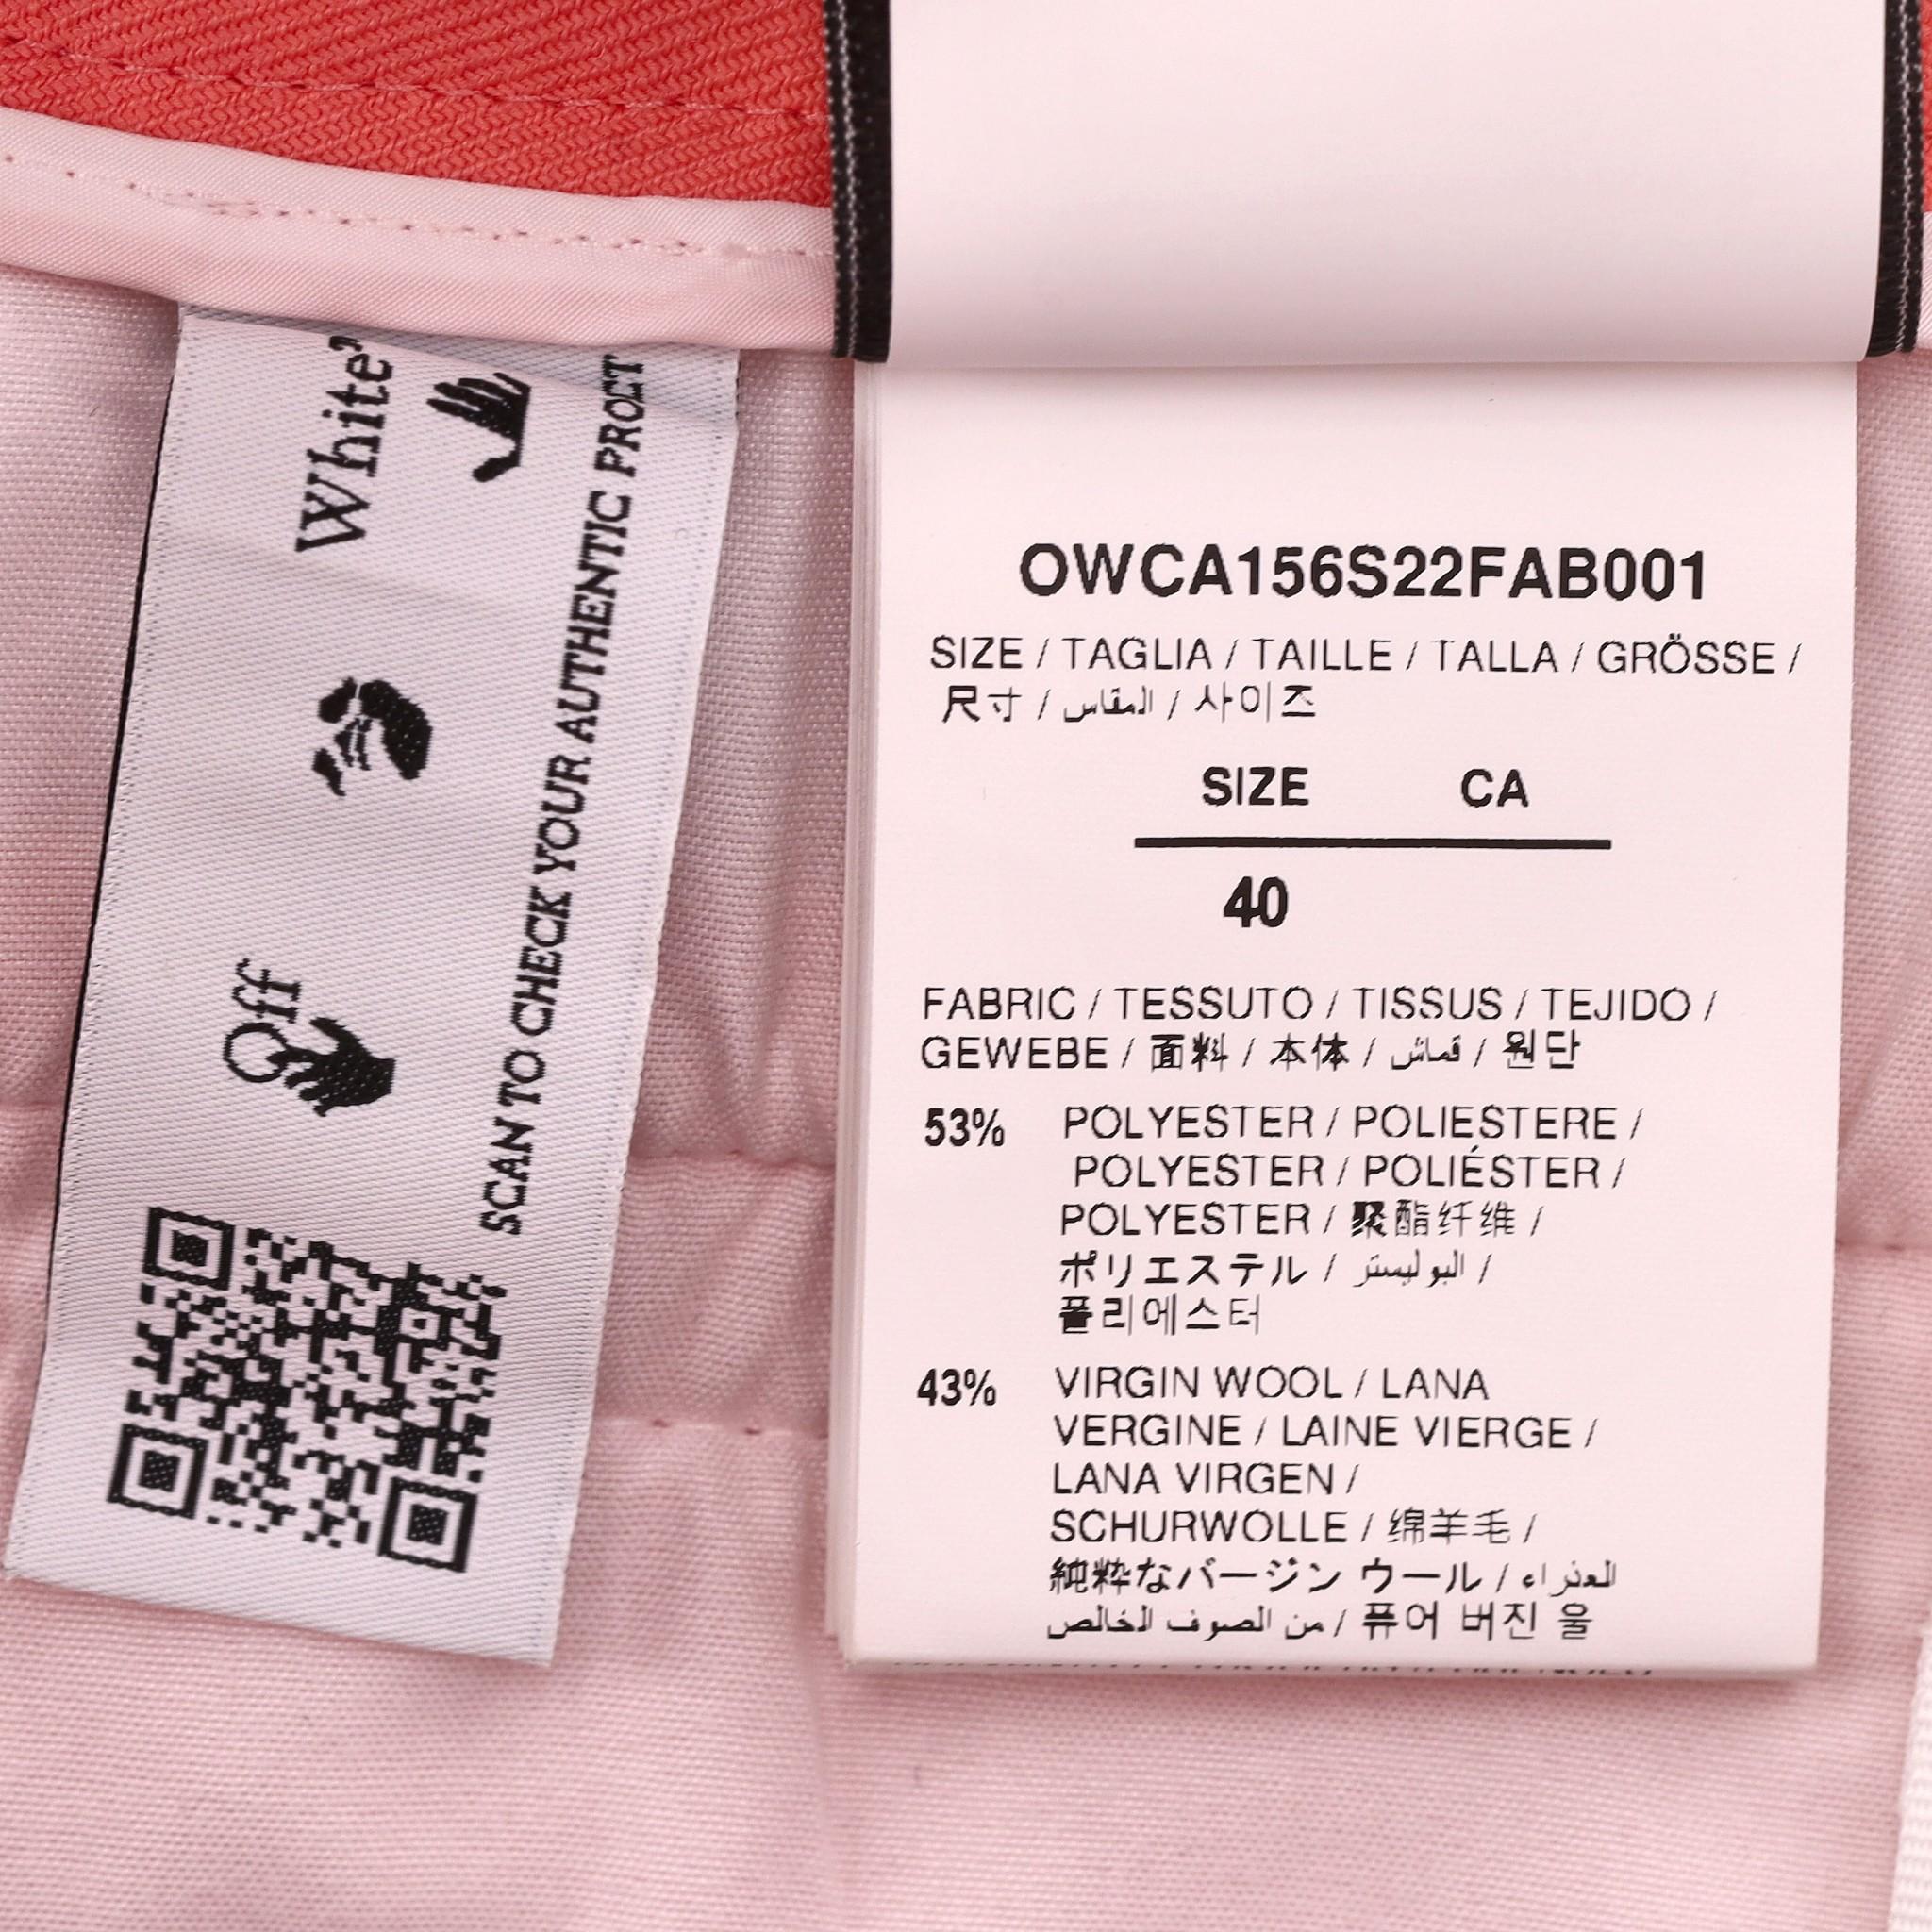 Off White™
SCAN TO CHECK YOUR AUTHENTIC
OWCA156S22FAB001
SIZE / TAGLIA / TAILLE / TALLA / GRÖSSE /
尺寸 / المقاس / 사이즈
SIZE CA
40
FABRIC / TESSUTO / TISSUS / TEJIDO /
GEWEBE / 面料 / 本体 / قماش / 원단
53% POLYESTER / POLIESTERE /
POLYESTER / POLIÉSTER /
POLYESTER / 聚酯纤维 /
ポリエステル / البوليستر /
폴리에스터
43% VIRGIN WOOL / LANA
VERGINE / LAINE VIERGE /
LANA VIRGEN /
SCHURWOLLE / 绵羊毛 /
純粋なバージン ウール / العذراء
من الصوف الخالص / 퓨어 버진 울